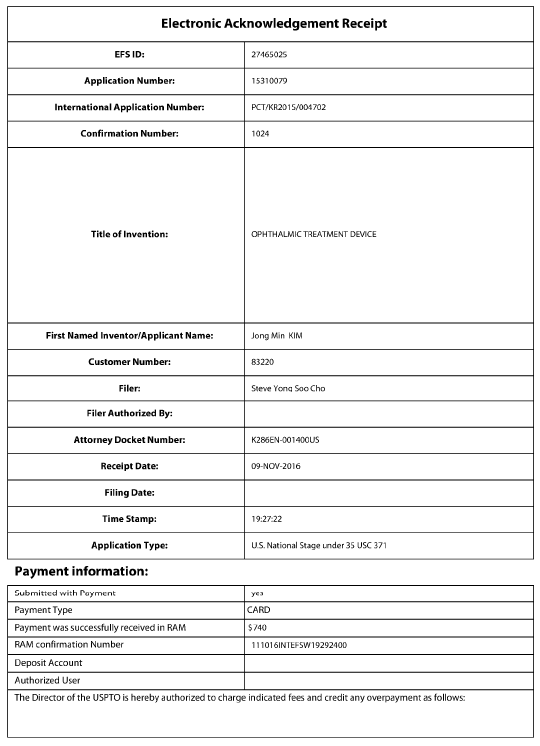 Electronic Acknowledgement Receipt
EFS ID: 27465025
Application Number: 15310079
International Application Number: PCT/KR2015/004702
Confirmation Number: 1024
Title of Invention: OPHTHALMIC TREATMENT DEVICE
First Named Inventor/Applicant Name: Jong Min KIM
Customer Number: 83220
Filer: Steve Yong Soo Cho
Filer Authorized By:
Attorney Docket Number: K286EN-001400US
Receipt Date: 09-NOV-2016
Filing Date:
Time Stamp: 19:27:22
Application Type: U.S. National Stage under 35 USC 371
Payment information:
Submitted with Payment yes
Payment Type CARD
Payment was successfully received in RAM $740
RAM confirmation Number 111016INTEFSW19292400
Deposit Account
Authorized User
The Director of the USPTO is hereby authorized to charge indicated fees and credit any overpayment as follows: